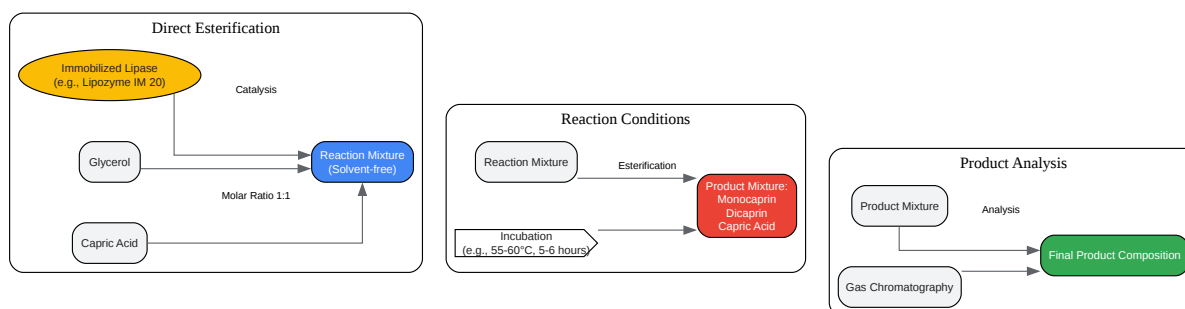 Direct Esterification
Immobilized Lipase
(e.g., Lipozyme IM 20)
Catalysis
Glycerol
Reaction Mixture
(Solvent-free)
Molar Ratio 1:1
Capric Acid
Reaction Conditions
Reaction Mixture
Esterification
Product Mixture:
Monocaprin
Dicaprin
Capric Acid
Incubation
(e.g., 55-60°C, 5-6 hours)
Product Analysis
Product Mixture
Analysis
Final Product Composition
Gas Chromatography